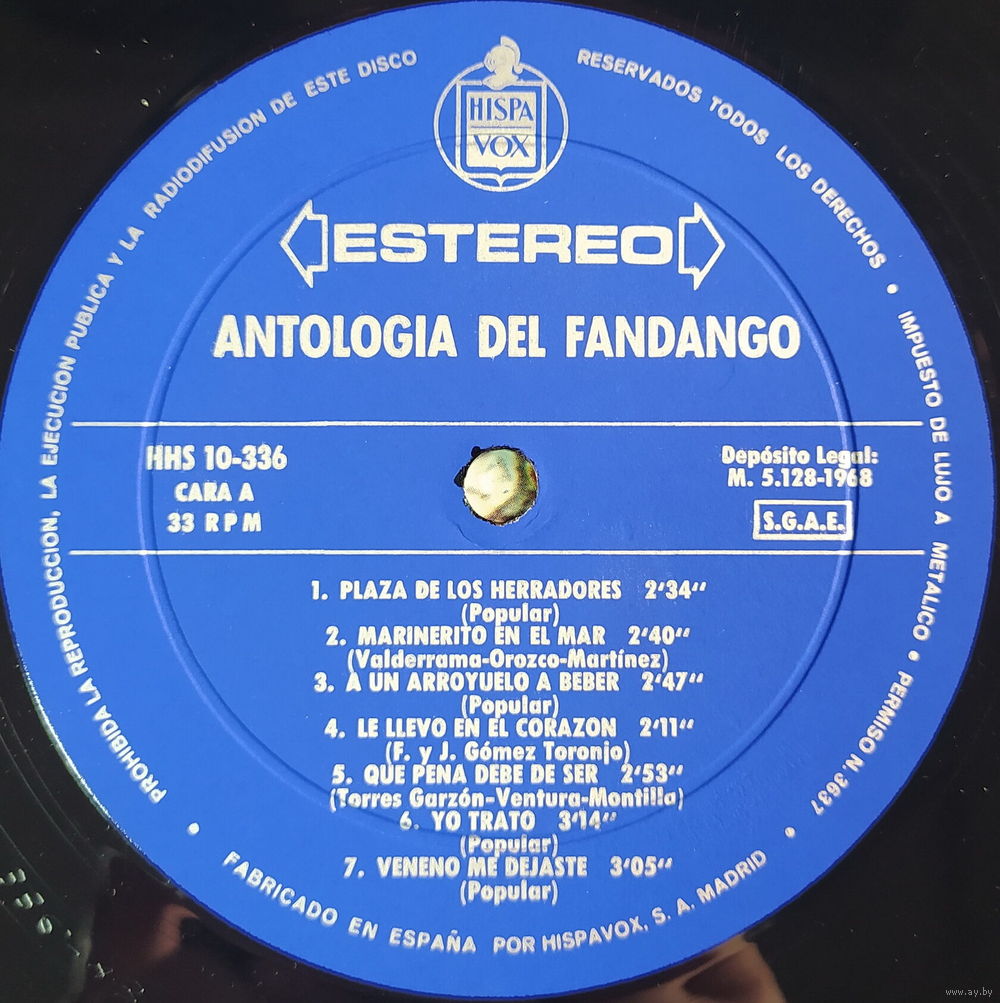 PROHIBIDA LA REPRODUCCION, LA EJECUCION PUBLICA Y LA RADIODIFUSION DE ESTE DISCO
RESERVADOS TODOS LOS DERECHOS • IMPUESTO DE LUJO A METALICO • PERMISO N 3637
HISPA
VOX
ESTEREO
ANTOLOGIA DEL FANDANGO
HHS 10-336
CARA A
33 RPM
Depósito Legal:
M. 5.128-1968
S.G.A.E.
1. PLAZA DE LOS HERRADORES 2'34"
(Popular)
2. MARINERITO EN EL MAR 2'40"
(Valderrama-Orozco-Martínez)
3. A UN ARROYUELO A BEBER 2'47"
(Popular)
4. LE LLEVO EN EL CORAZON 2'11"
(F. y J. Gómez Toronjo)
5. QUE PENA DEBE DE SER 2'53"
(Torres Garzón-Ventura-Montilla)
6. YO TRATO 3'14"
(Popular)
7. VENENO ME DEJASTE 3'05"
(Popular)
• FABRICADO EN ESPAÑA POR HISPAVOX, S. A. MADRID •
www.ay.by